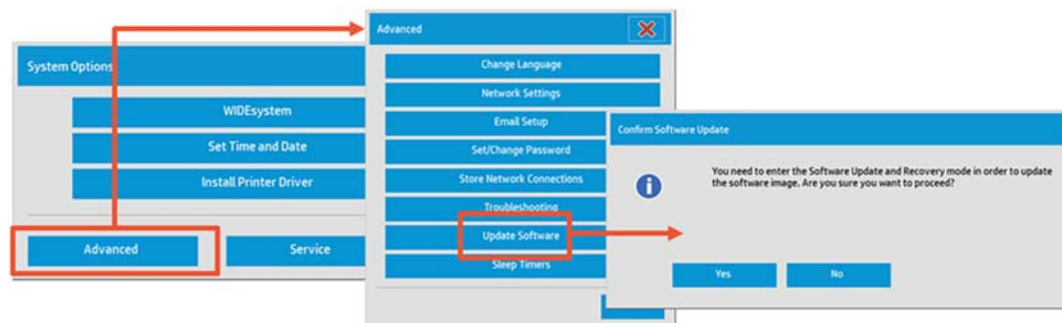 System Options
WIDEsystem
Set Time and Date
Install Printer Driver
Advanced
Service
Advanced
Change Language
Network Settings
Email Setup
Set/Change Password
Store Network Connections
Troubleshooting
Update Software
Sleep Timers
Confirm Software Update
You need to enter the Software Update and Recovery mode in order to update
the software image. Are you sure you want to proceed?
Yes
No